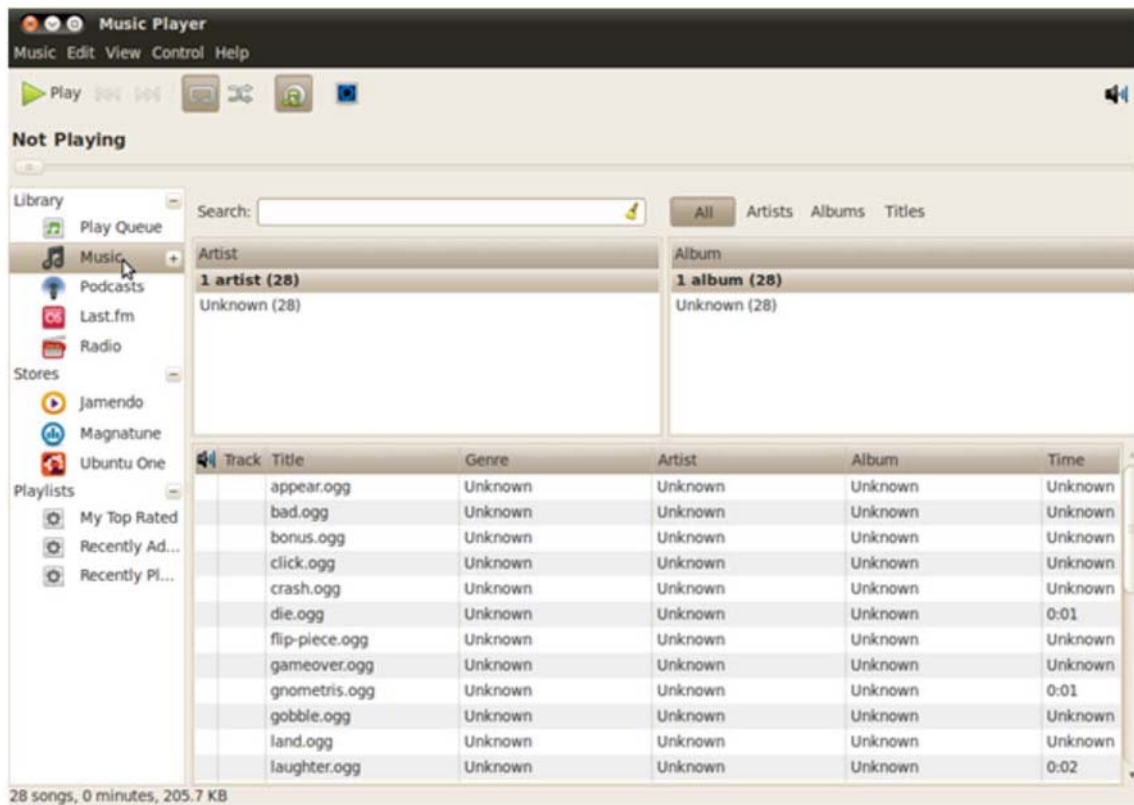 Music Player
Music Edit View Control Help
Play
Not Playing
Library
Play Queue
Music
Podcasts
Last.fm
Radio
Stores
Jamendo
Magnatune
Ubuntu One
Playlists
My Top Rated
Recently Ad...
Recently Pl...
Search:
All Artists Albums Titles
Artist
1 artist (28)
Unknown (28)
Album
1 album (28)
Unknown (28)
Track Title Genre Artist Album Time
appear.ogg Unknown Unknown Unknown Unknown
bad.ogg Unknown Unknown Unknown Unknown
bonus.ogg Unknown Unknown Unknown Unknown
click.ogg Unknown Unknown Unknown Unknown
crash.ogg Unknown Unknown Unknown Unknown
die.ogg Unknown Unknown Unknown 0:01
flip-piece.ogg Unknown Unknown Unknown Unknown
gameover.ogg Unknown Unknown Unknown Unknown
gnometris.ogg Unknown Unknown Unknown 0:01
gobble.ogg Unknown Unknown Unknown Unknown
land.ogg Unknown Unknown Unknown Unknown
laughter.ogg Unknown Unknown Unknown 0:02
28 songs, 0 minutes, 205.7 KB